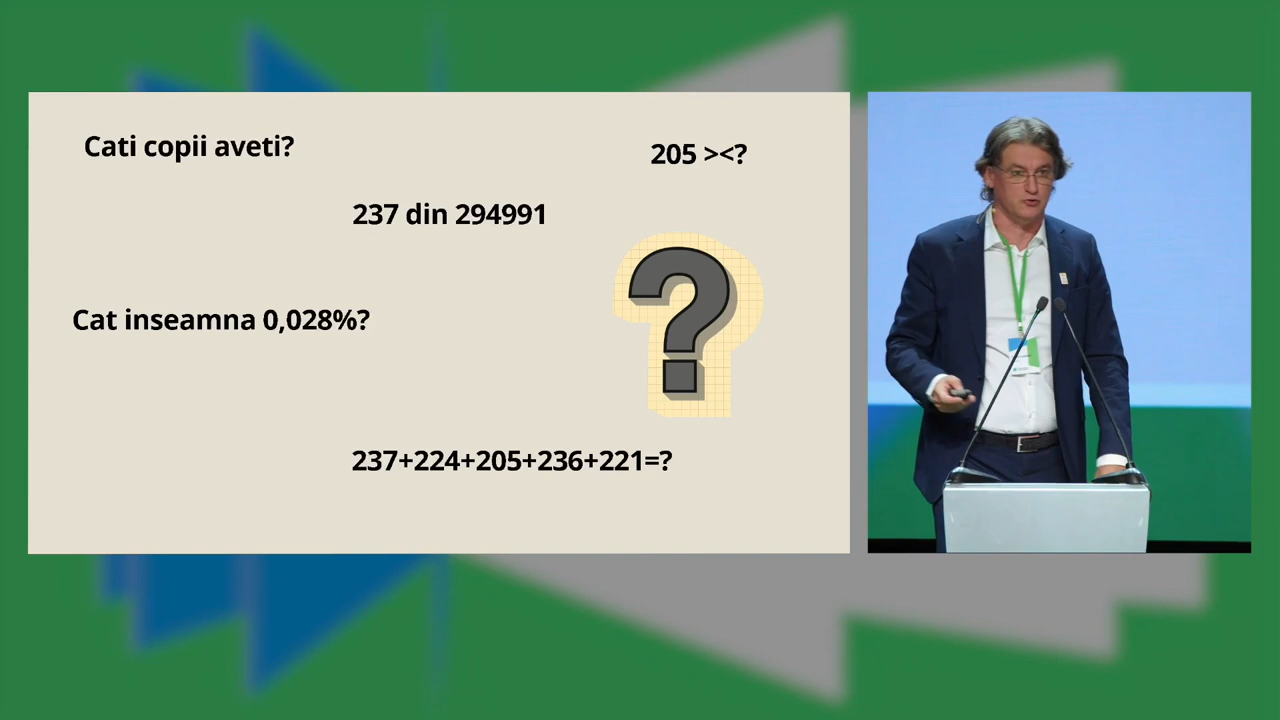 Cati copii aveti?
205 ><?
237 din 294991
Cat inseamna 0,028%?
237+224+205+236+221=?